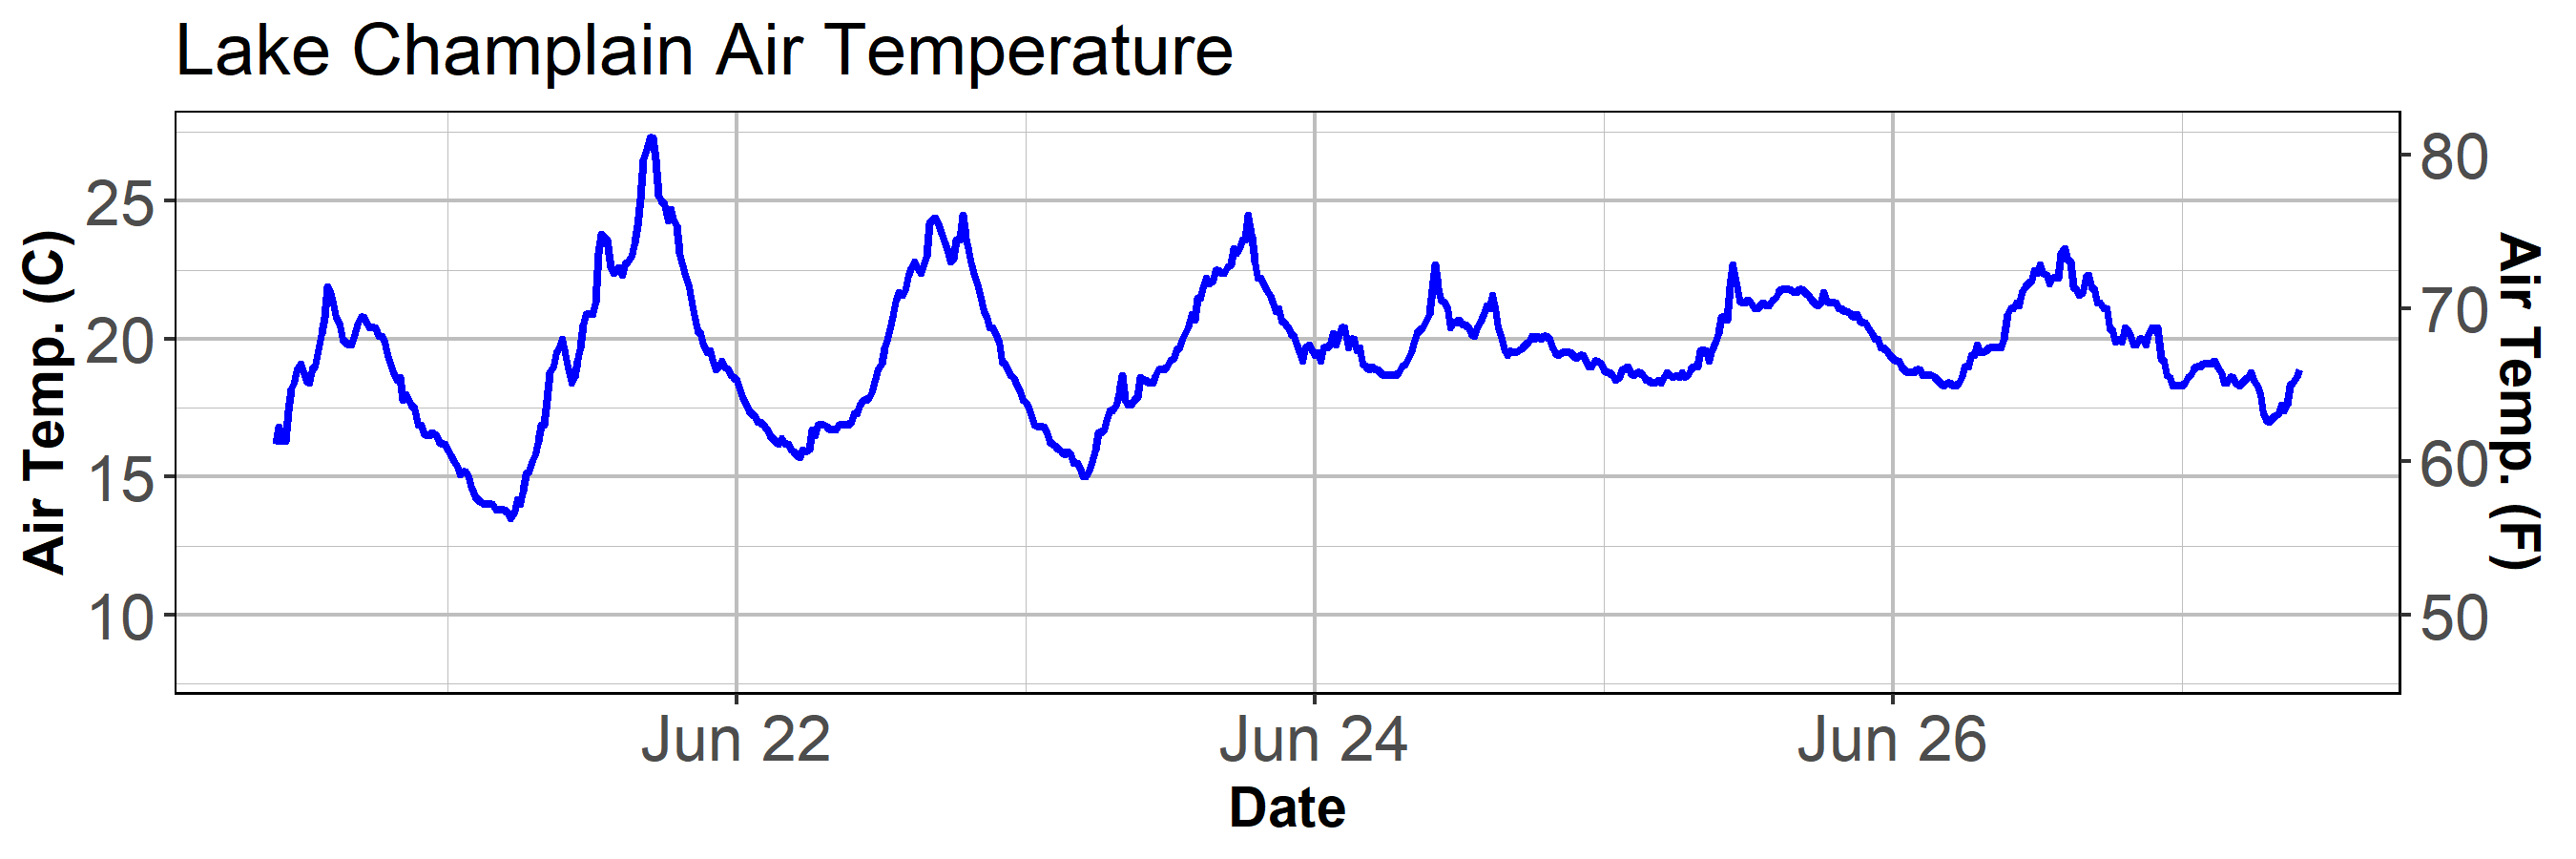 Lake Champlain Air Temperature
Air Temp. (C)
25
20
15
10
80
70
60
50
Air Temp. (F)
Jun 22 Jun 24 Jun 26
Date